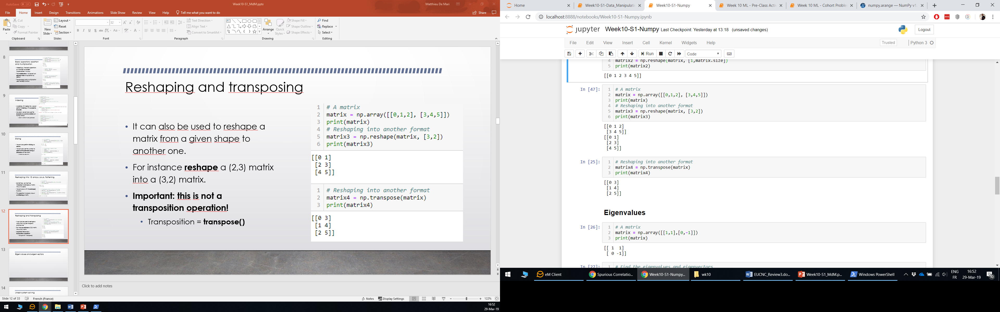 AutoSave Off
Week10-S1_MdM.pptx
Matthieu De Mari
File Home Insert Design Transitions Animations Slide Show Review View Help Tell me what you want to do
Share
Cut
Copy
Format Painter
Paste
Clipboard
New Slide
Layout
Reset
Section
Slides
32
Font
Text Direction
Align Text
Convert to SmartArt
Paragraph
Arrange
Quick Styles
Shape Fill
Shape Outline
Shape Effects
Drawing
Find
Replace
Select
Editing
8
Basic operators: addition and multiplication
9
Indexing
10
Slicing
11
Reshaping into 1D arrays, a.k.a. flattening.
12
Reshaping and transposing
13
Eigenvalues and eigenvectors
14
Linear system solving
Reshaping and transposing
• It can also be used to reshape a
matrix from a given shape to
another one.
• For instance reshape a (2,3) matrix
into a (3,2) matrix.
• Important: this is not a
transposition operation!
• Transposition = transpose()
1 # A matrix
2 matrix = np.array([[0,1,2], [3,4,5]])
3 print(matrix)
4 # Reshaping into another format
5 matrix3 = np.reshape(matrix, [3,2])
6 print(matrix3)
[[0 1]
[2 3]
[4 5]]
1 # Reshaping into another format
2 matrix4 = np.transpose(matrix)
3 print(matrix4)
[[0 3]
[1 4]
[2 5]]
Click to add notes
Slide 12 of 33 French (France)
Notes Display Settings 122%
16:52
29-Mar-19
Home
Week10-S1-Data_Manipulati
Week10-S1-Numpy
Week 10 ML - Pre-Class Activ
Week 10 ML - Cohort Proble
numpy.arange — NumPy v1.
localhost:8888/notebooks/Week10-S1-Numpy.ipynb
jupyter Week10-S1-Numpy Last Checkpoint: Yesterday at 13:18 (unsaved changes)
Logout
File Edit View Insert Cell Kernel Widgets Help
Trusted Python 3
Run Code
4 matrix2 = np.reshape(matrix, [1,matrix.size])
5 print(matrix2)
[[0 1 2 3 4 5]]
In [47]:
1 # A matrix
2 matrix = np.array([[0,1,2], [3,4,5]])
3 print(matrix)
4 # Reshaping into another format
5 matrix3 = np.reshape(matrix, [3,2])
6 print(matrix3)
[[0 1 2]
[3 4 5]]
[[0 1]
[2 3]
[4 5]]
In [25]:
1 # Reshaping into another format
2 matrix4 = np.transpose(matrix)
3 print(matrix4)
[[0 3]
[1 4]
[2 5]]
Eigenvalues
In [26]:
1 # A matrix
2 matrix = np.array([[1,1],[0,-1]])
3 print(matrix)
[[ 1 1]
[ 0 -1]]
In [27]:
1 # Find the eigenvalues and eigenvectors
eM Client
Spurious Correlatio...
Week10-S1-Numpy...
wk10
EUCNC_Review3.do...
Week10-S1_MdM.p...
Windows PowerShell
ENG
FR
16:52
29-Mar-19
10